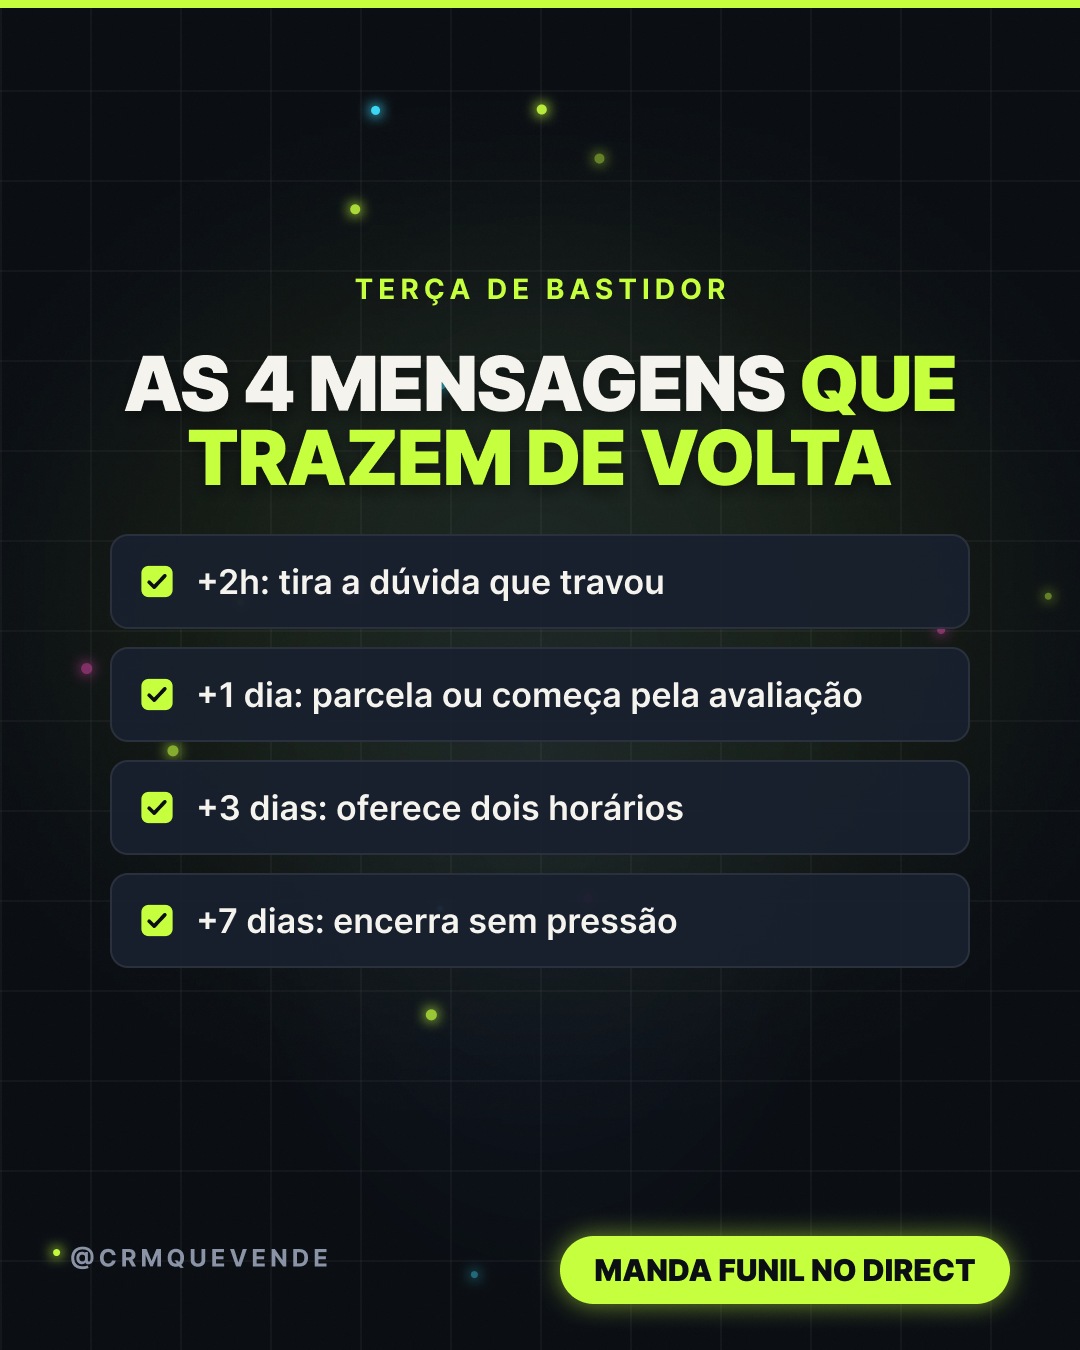 TERÇA DE BASTIDOR
AS 4 MENSAGENS QUE
TRAZEM DE VOLTA
+2h: tira a dúvida que travou
+1 dia: parcela ou começa pela avaliação
+3 dias: oferece dois horários
+7 dias: encerra sem pressão
@CRMQUEVENDE
MANDA FUNIL NO DIRECT